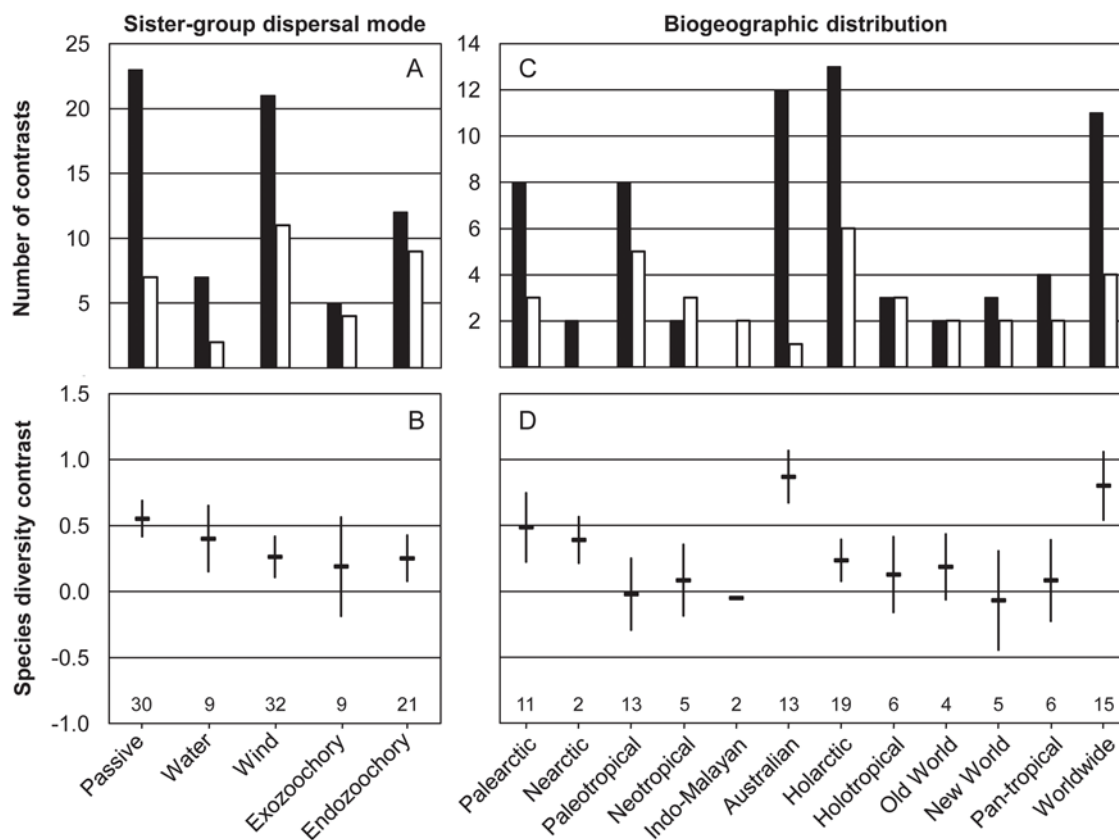 Sister-group dispersal mode
Biogeographic distribution
Number of contrasts
25
20
15
10
5
A
14
12
10
8
6
4
2
C
Species diversity contrast
1.5
1.0
0.5
0.0
-0.5
-1.0
B
D
30 9 32 9 21
11 2 13 5 2 13 19 6 4 5 6 15
Passive
Water
Wind
Exozoochory
Endozoochory
Palearctic
Nearctic
Paleotropical
Neotropical
Indo-Malayan
Australian
Holarctic
Holotropical
Old World
New World
Pan-tropical
Worldwide